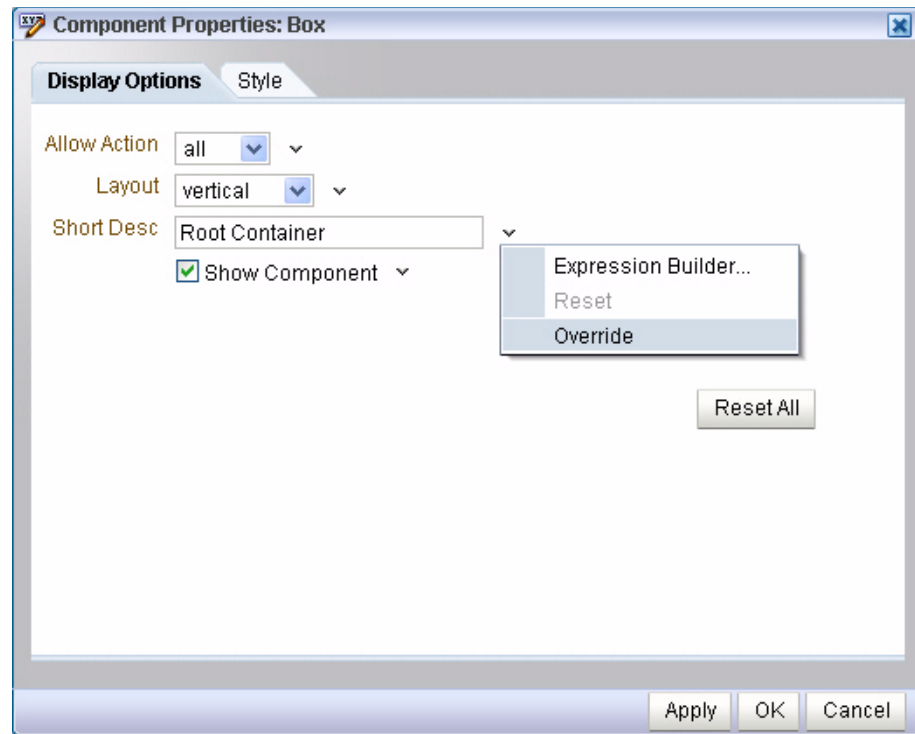 Component Properties: Box
Display Options Style
Allow Action all
Layout vertical
Short Desc Root Container
Show Component
Expression Builder...
Reset
Override
Reset All
Apply OK Cancel